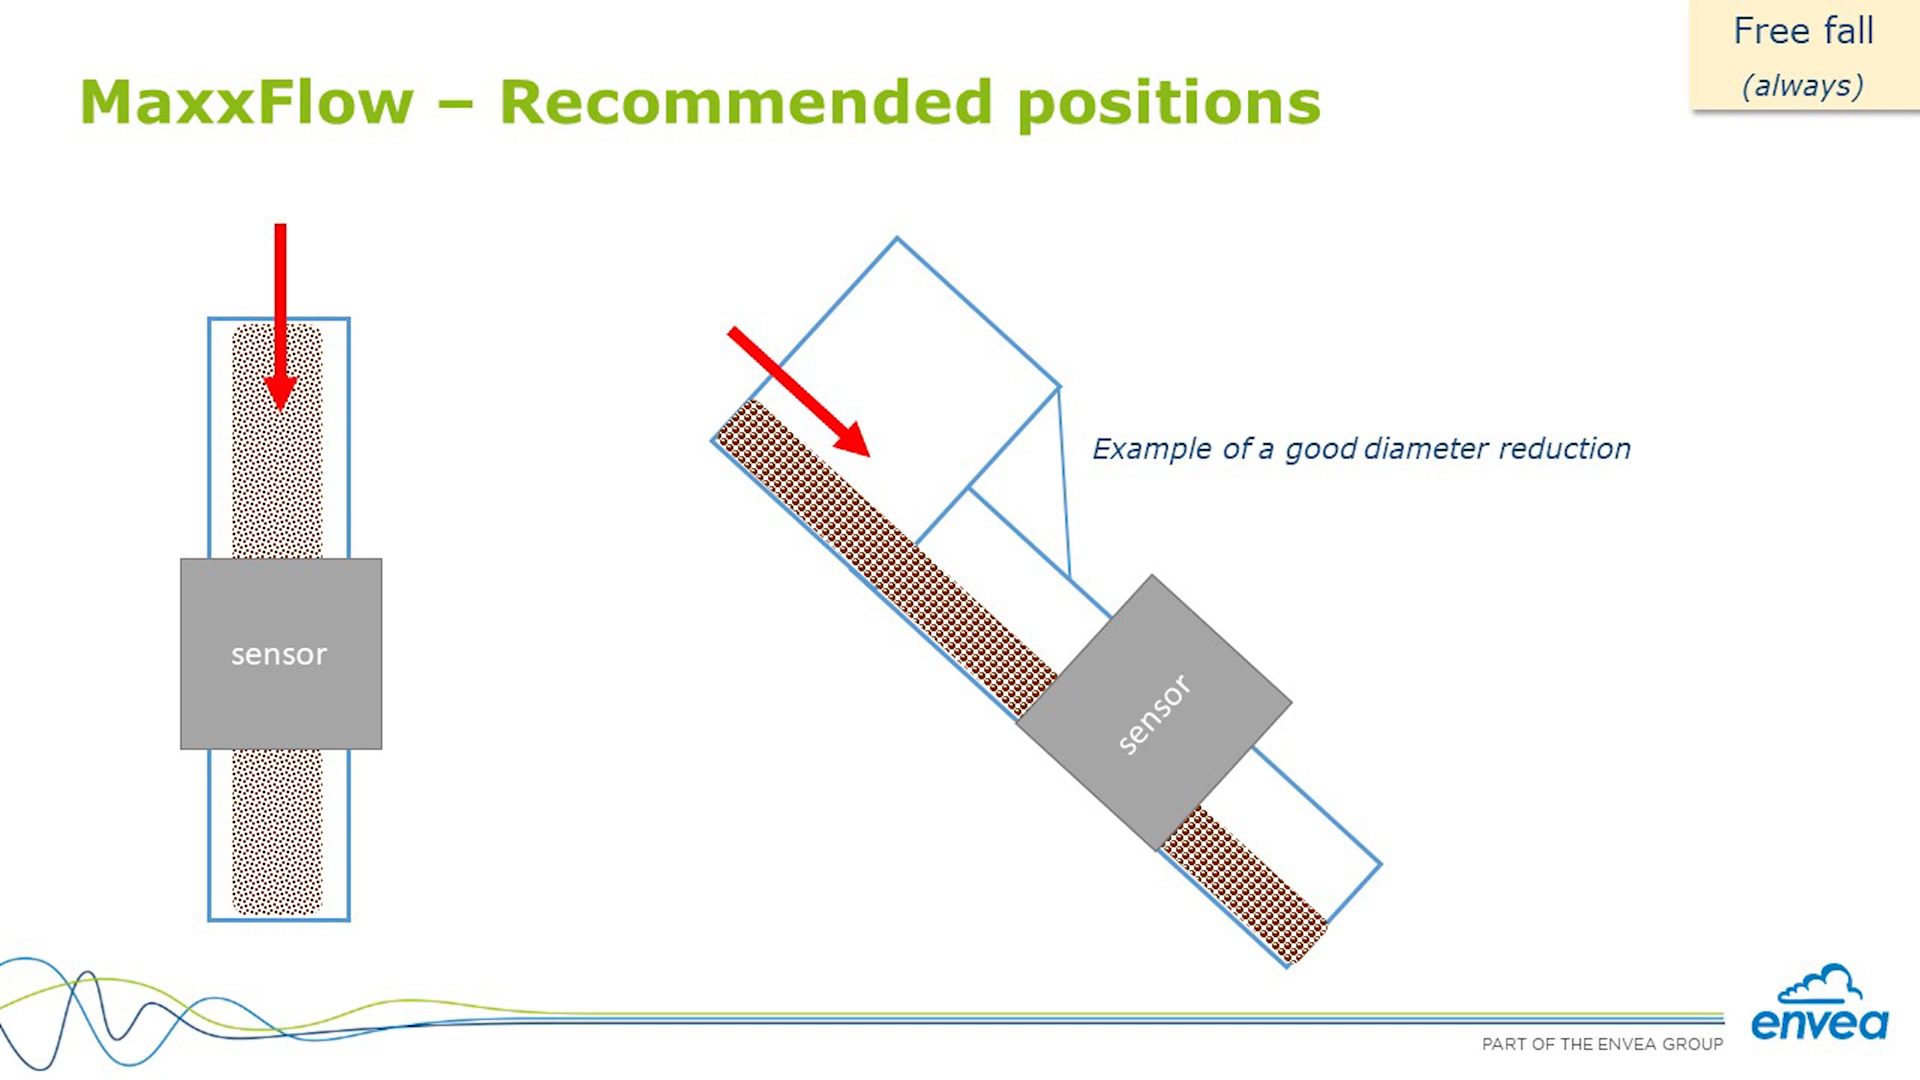 Free fall
(always)
MaxxFlow – Recommended positions
Example of a good diameter reduction
sensor
sensor
envea
PART OF THE ENVEA GROUP